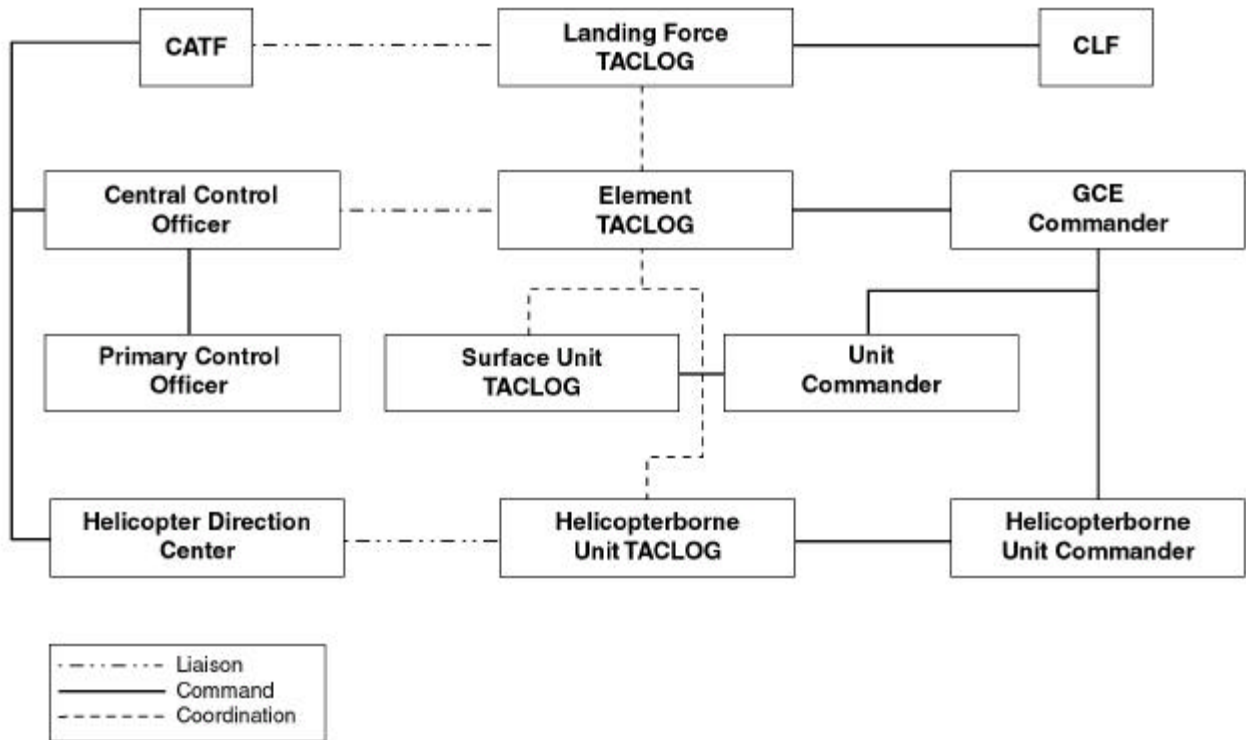 CATF
Landing Force
TACLOG
CLF
Central Control
Officer
Element
TACLOG
GCE
Commander
Primary Control
Officer
Surface Unit
TACLOG
Unit
Commander
Helicopter Direction
Center
Helicopterborne
Unit TACLOG
Helicopterborne
Unit Commander
Liaison
Command
Coordination